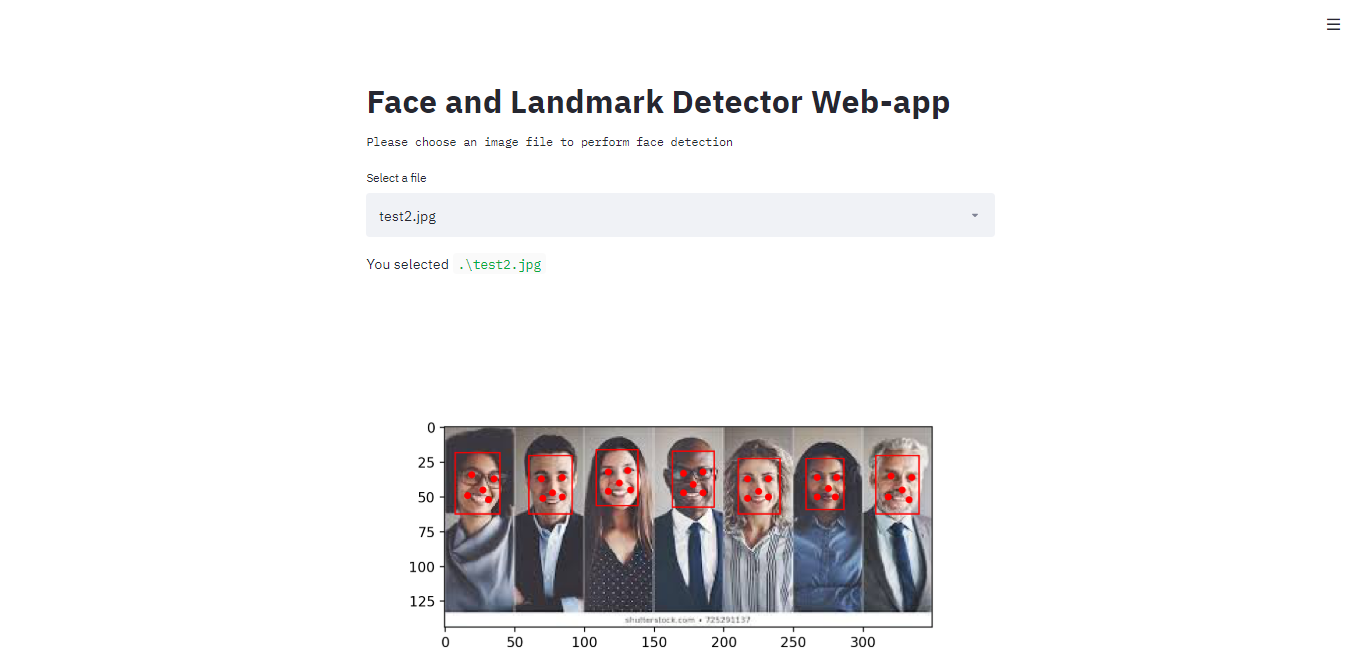 Face and Landmark Detector Web-app
Please choose an image file to perform face detection
Select a file
test2.jpg
You selected .\test2.jpg
0
25
50
75
100
125
shutterstock.com • 725291137
0 50 100 150 200 250 300